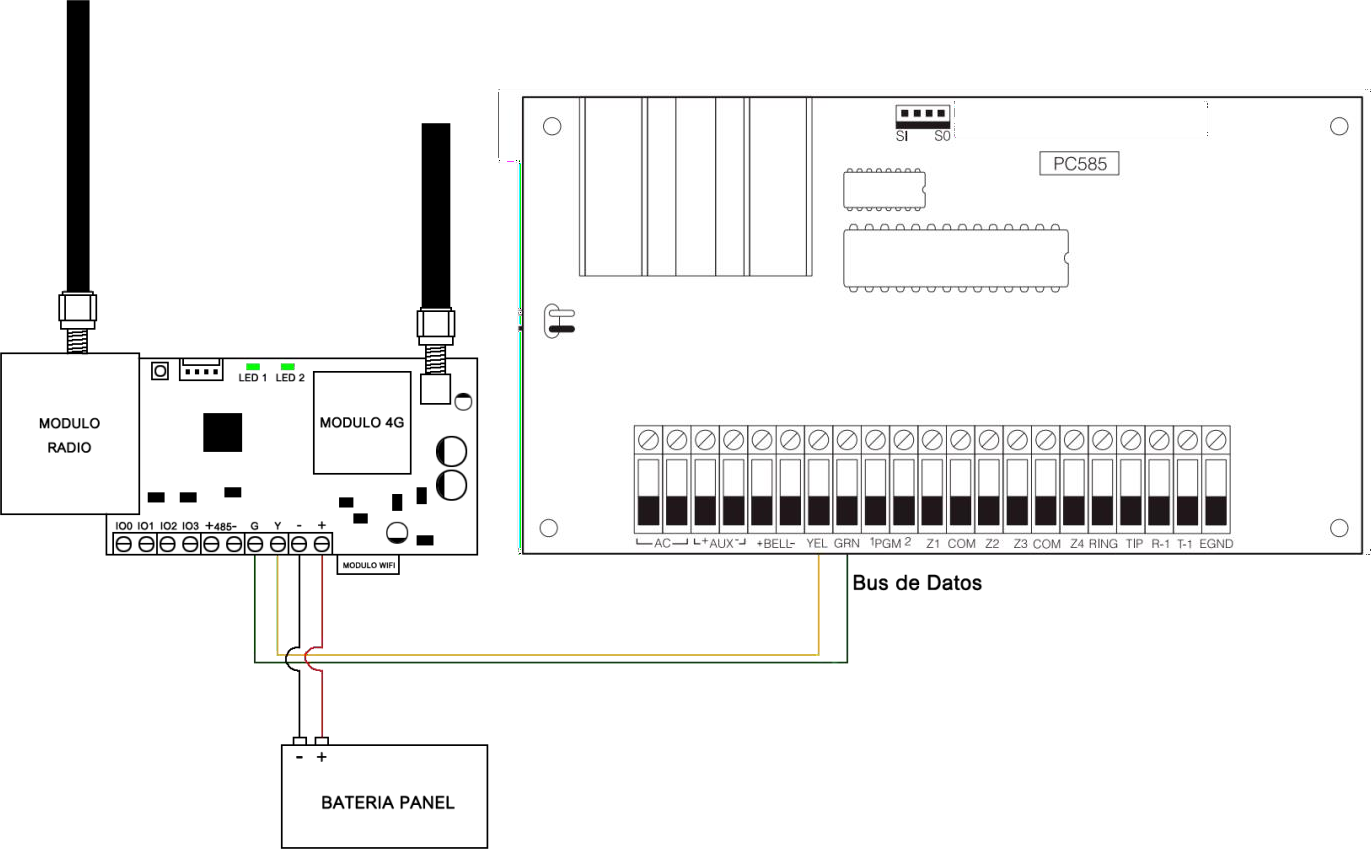 SI SO
PC585
LED 1 LED 2
MODULO
RADIO
MODULO 4G
IO0 IO1 IO2 IO3 +485- G Y - +
MODULO WIFI
AC +AUX- +BELL- YEL GRN 1PGM 2 Z1 COM Z2 Z3 COM Z4 RING TIP R-1 T-1 EGND
Bus de Datos
- +
BATERIA PANEL